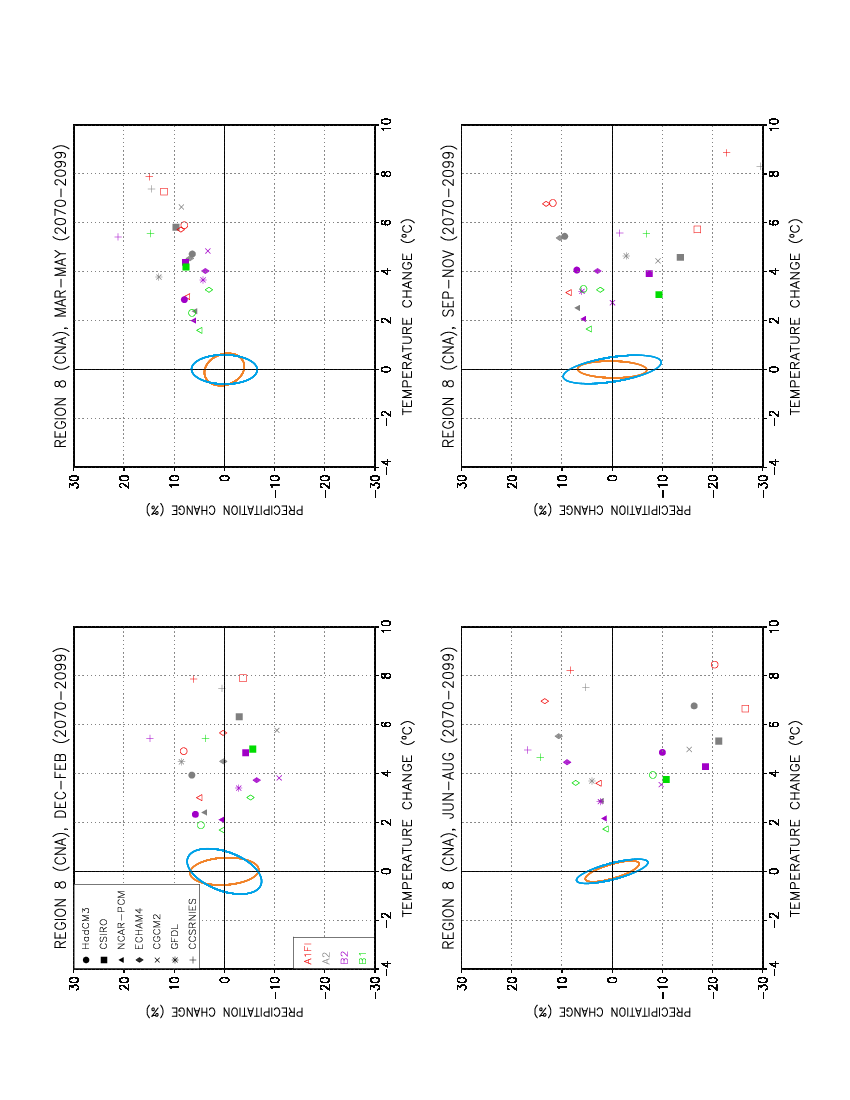 REGION 8 (CNA), DEC-FEB (2070-2099)
PRECIPITATION CHANGE (%)
30
20
10
0
-10
-20
-30
-4
-2
0
2
4
6
8
10
TEMPERATURE CHANGE (ºC)
HadCM3
CSIRO
NCAR-PCM
ECHAM4
CGCM2
GFDL
CCSRNIES
A1FI
A2
B2
B1
REGION 8 (CNA), MAR-MAY (2070-2099)
PRECIPITATION CHANGE (%)
30
20
10
0
-10
-20
-30
-4
-2
0
2
4
6
8
10
TEMPERATURE CHANGE (ºC)
REGION 8 (CNA), JUN-AUG (2070-2099)
PRECIPITATION CHANGE (%)
30
20
10
0
-10
-20
-30
-4
-2
0
2
4
6
8
10
TEMPERATURE CHANGE (ºC)
REGION 8 (CNA), SEP-NOV (2070-2099)
PRECIPITATION CHANGE (%)
30
20
10
0
-10
-20
-30
-4
-2
0
2
4
6
8
10
TEMPERATURE CHANGE (ºC)